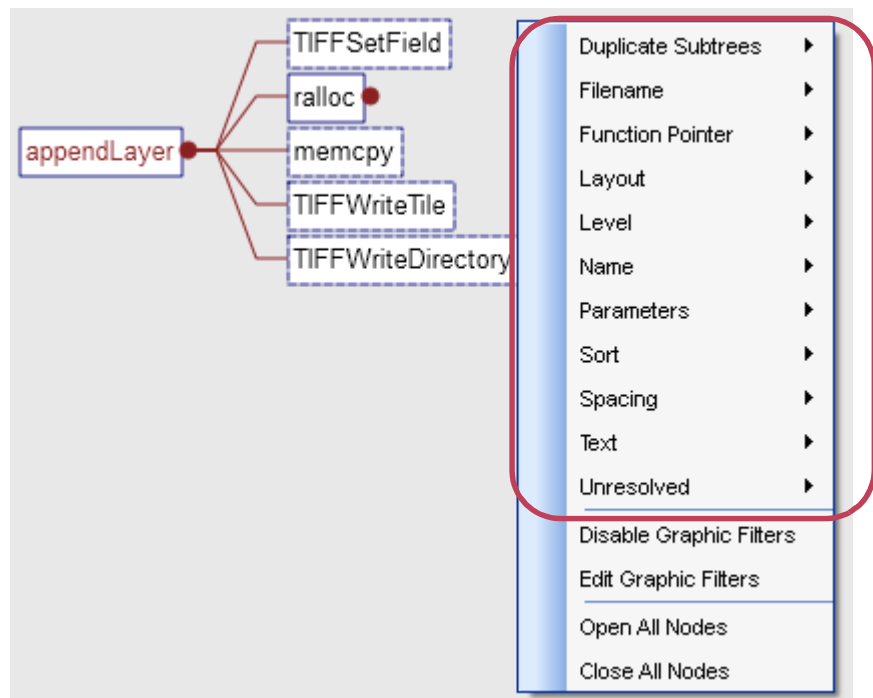 appendLayer
TIFFSetField
ralloc
memcpy
TIFFWriteTile
TIFFWriteDirectory
Duplicate Subtrees
Filename
Function Pointer
Layout
Level
Name
Parameters
Sort
Spacing
Text
Unresolved
Disable Graphic Filters
Edit Graphic Filters
Open All Nodes
Close All Nodes